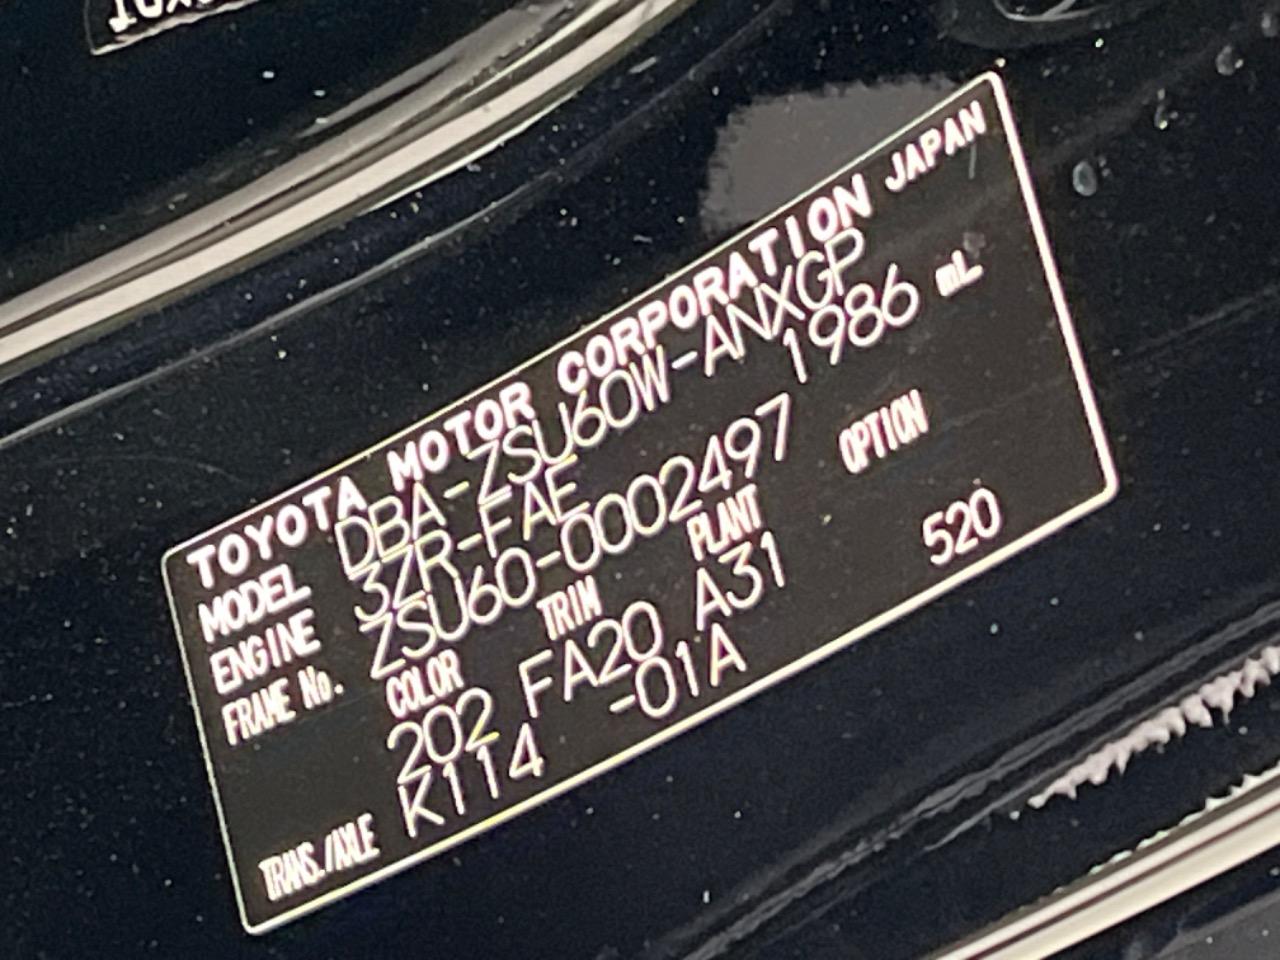 TOYOTA MOTOR CORPORATION JAPAN
MODEL DBA-ZSU60W-ANXGP
ENGINE 3ZR-FAE 1986 mL
FRAME No. ZSU60-0002497
COLOR TRIM PLANT OPTION
202 FA20 A31 520
TRANS./AXLE K114 -01A